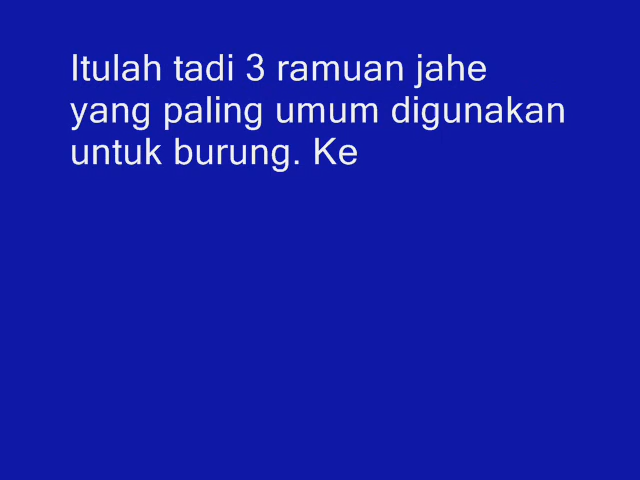 Itulah tadi 3 ramuan jahe
yang paling umum digunakan
untuk burung. Ke